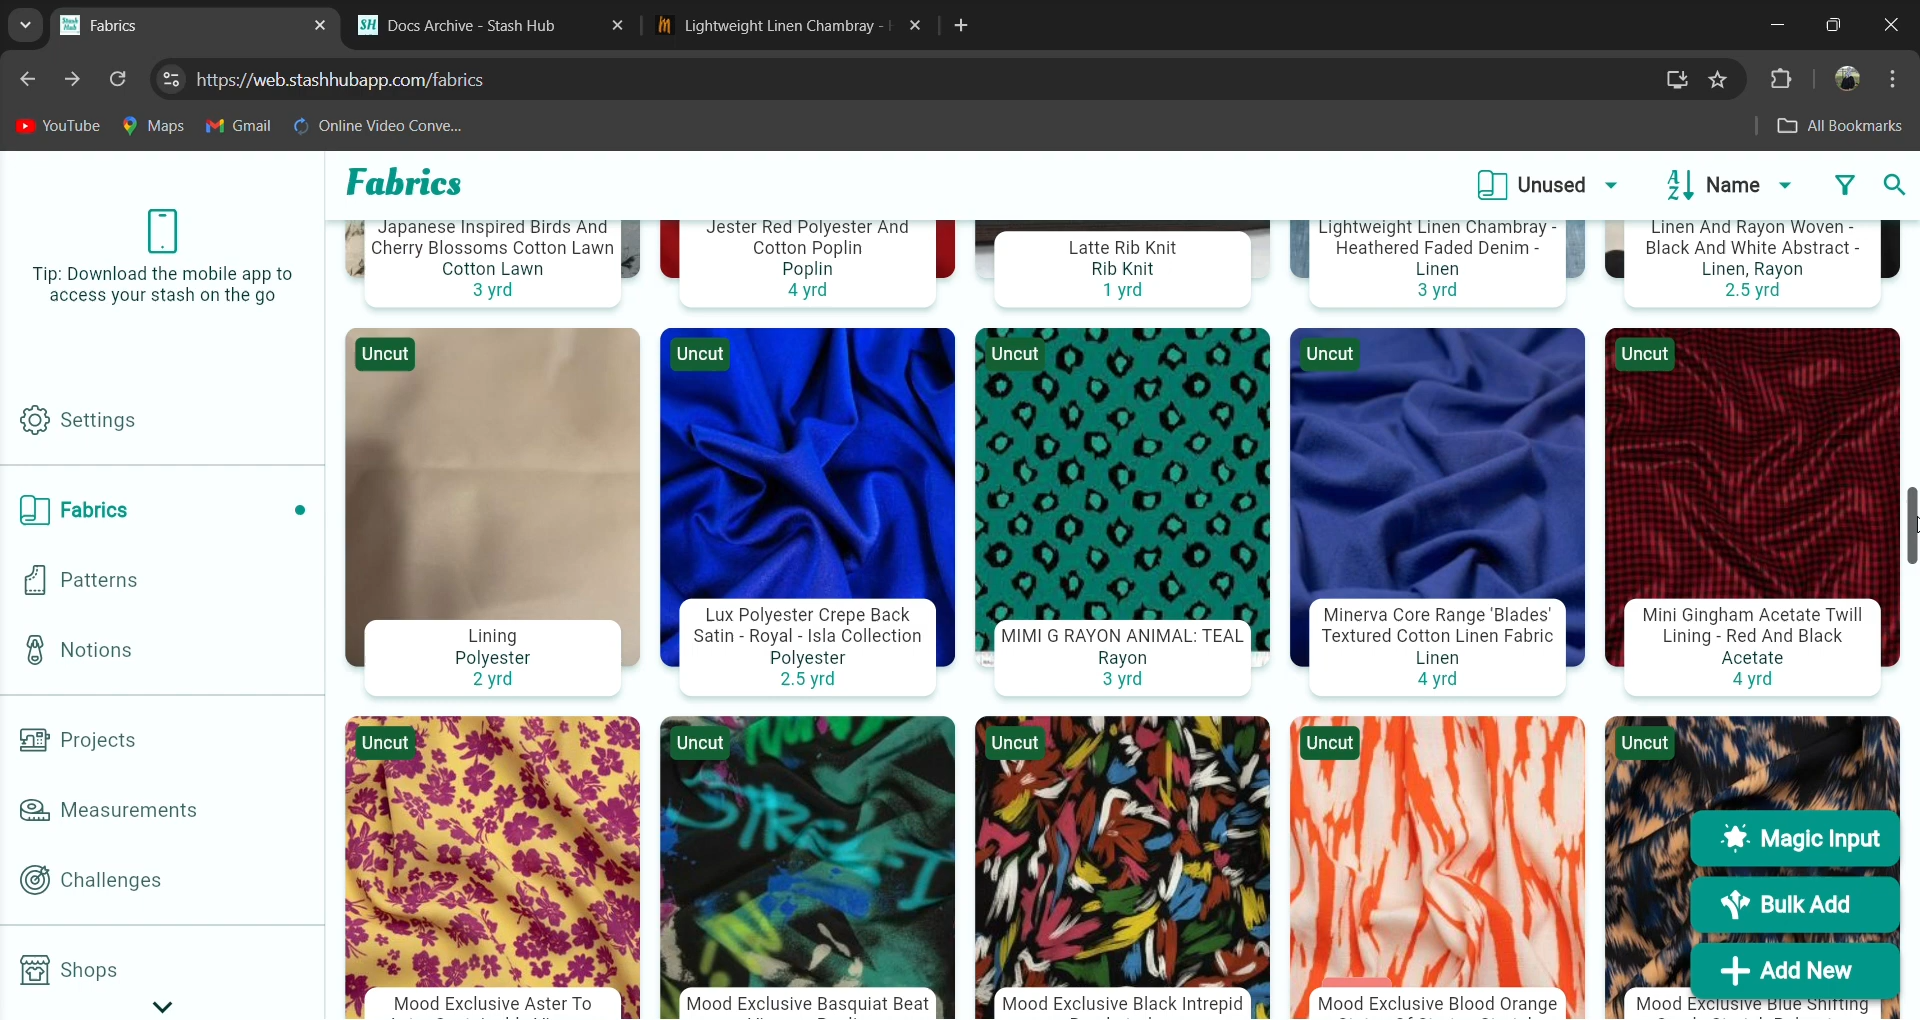 Fabrics
Docs Archive - Stash Hub
Lightweight Linen Chambray -
https://web.stashhubapp.com/fabrics
YouTube
Maps
Gmail
Online Video Conve...
All Bookmarks
Tip: Download the mobile app to
access your stash on the go
Settings
Fabrics
Patterns
Notions
Projects
Measurements
Challenges
Shops
Fabrics
Unused
Name
Japanese Inspired Birds And
Cherry Blossoms Cotton Lawn
Cotton Lawn
3 yrd
Jester Red Polyester And
Cotton Poplin
Poplin
4 yrd
Latte Rib Knit
Rib Knit
1 yrd
Lightweight Linen Chambray -
Heathered Faded Denim -
Linen
3 yrd
Linen And Rayon Woven -
Black And White Abstract -
Linen, Rayon
2.5 yrd
Uncut
Lining
Polyester
2 yrd
Uncut
Lux Polyester Crepe Back
Satin - Royal - Isla Collection
Polyester
2.5 yrd
Uncut
MIMI G RAYON ANIMAL: TEAL
Rayon
3 yrd
Uncut
Minerva Core Range 'Blades'
Textured Cotton Linen Fabric
Linen
4 yrd
Uncut
Mini Gingham Acetate Twill
Lining - Red And Black
Acetate
4 yrd
Uncut
Mood Exclusive Aster To
Uncut
Mood Exclusive Basquiat Beat
Uncut
Mood Exclusive Black Intrepid
Uncut
Mood Exclusive Blood Orange
Uncut
Mood Exclusive Blue Shifting
Magic Input
Bulk Add
Add New